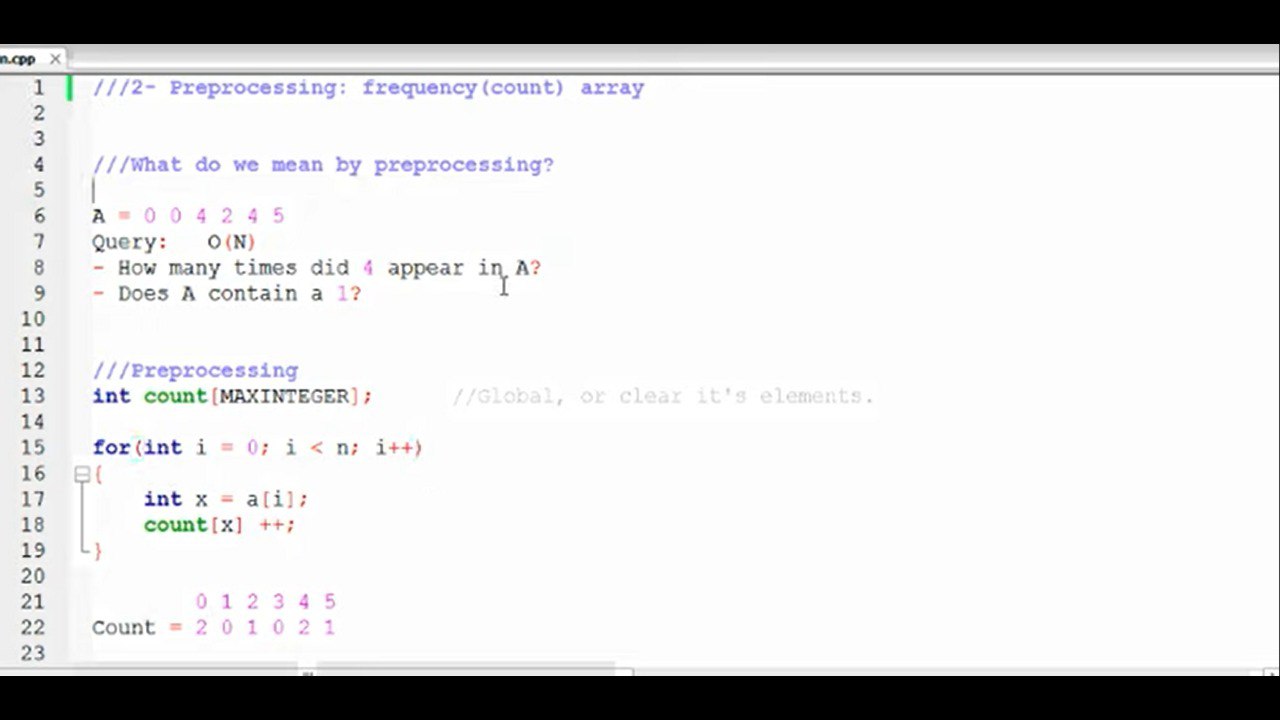 n.cpp
1 ///2- Preprocessing: frequency(count) array
2
3
4 ///What do we mean by preprocessing?
5
6 A = 0 0 4 2 4 5
7 Query: O(N)
8 - How many times did 4 appear in A?
9 - Does A contain a 1?
10
11
12 ///Preprocessing
13 int count[MAXINTEGER]; //Global, or clear it's elements.
14
15 for(int i = 0; i < n; i++)
16 {
17 int x = a[i];
18 count[x] ++;
19 }
20
21 0 1 2 3 4 5
22 Count = 2 0 1 0 2 1
23